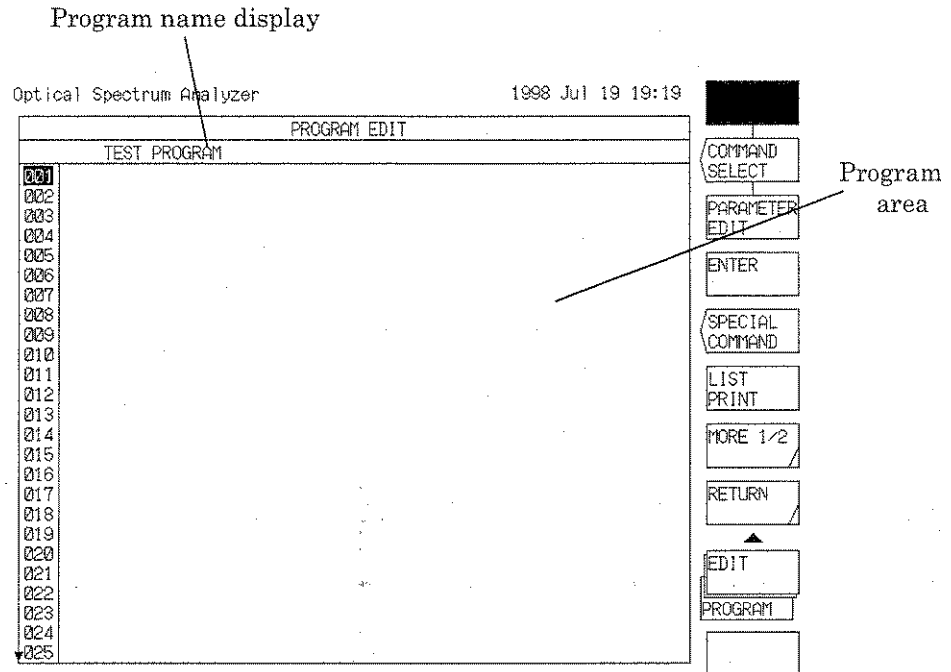 Program name display
Optical Spectrum Analyzer 1998 Jul 19 19:19
PROGRAM EDIT
TEST PROGRAM
001
002
003
004
005
006
007
008
009
010
011
012
013
014
015
016
017
018
019
020
021
022
023
024
025
COMMAND
SELECT
PARAMETER
EDIT
ENTER
SPECIAL
COMMAND
LIST
PRINT
MORE 1/2
RETURN
EDIT
PROGRAM
Program
area